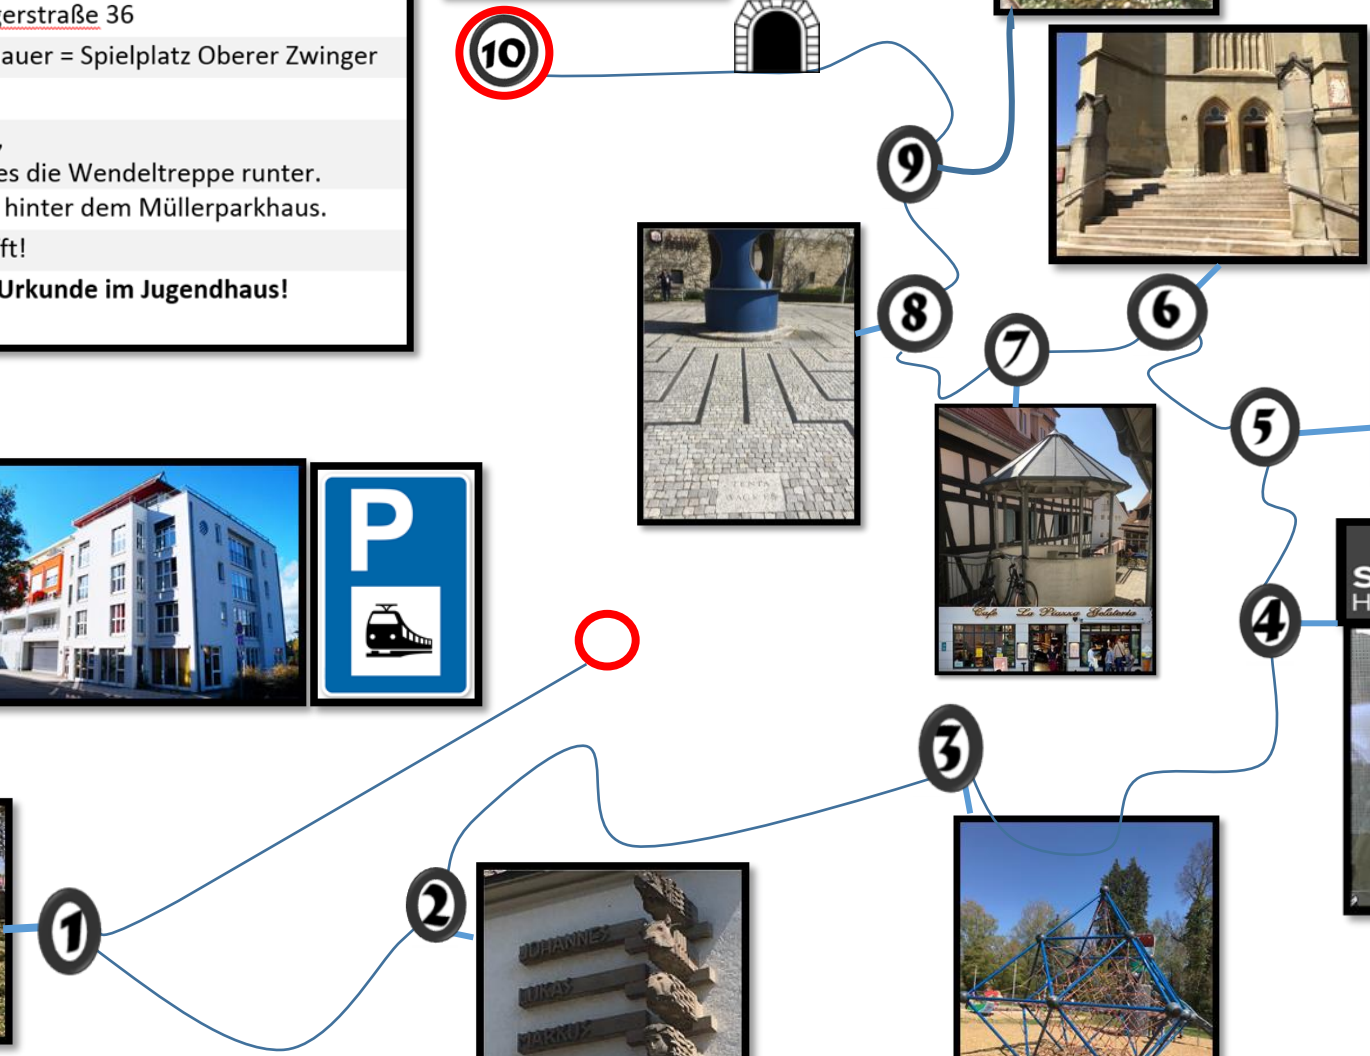 gerstraße 36
auer = Spielplatz Oberer Zwinger
,
es die Wendeltreppe runter.
hinter dem Müllerparkhaus.
ft!
Urkunde im Jugendhaus!
10
9
8
7
6
5
4
3
2
1
P
Café La Piazza Gelateria
S
H
JOHANNES
LUKAS
MARKUS